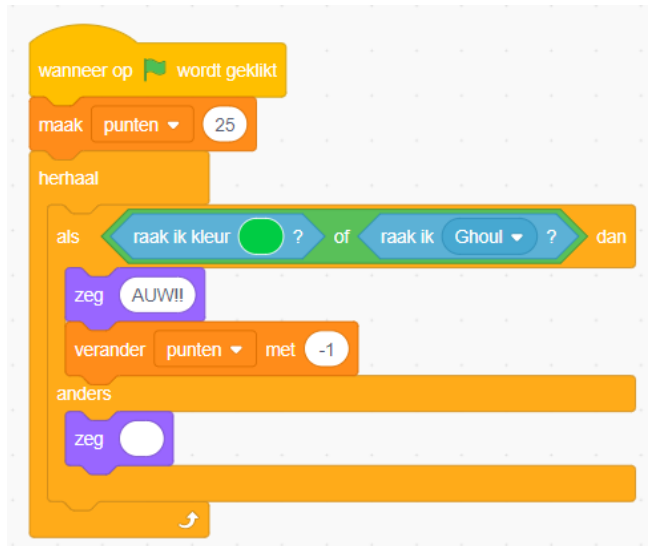 wanneer op wordt geklikt
maak punten 25
herhaal
als raak ik kleur ? of raak ik Ghoul ? dan
zeg AUW!!
verander punten met -1
anders
zeg